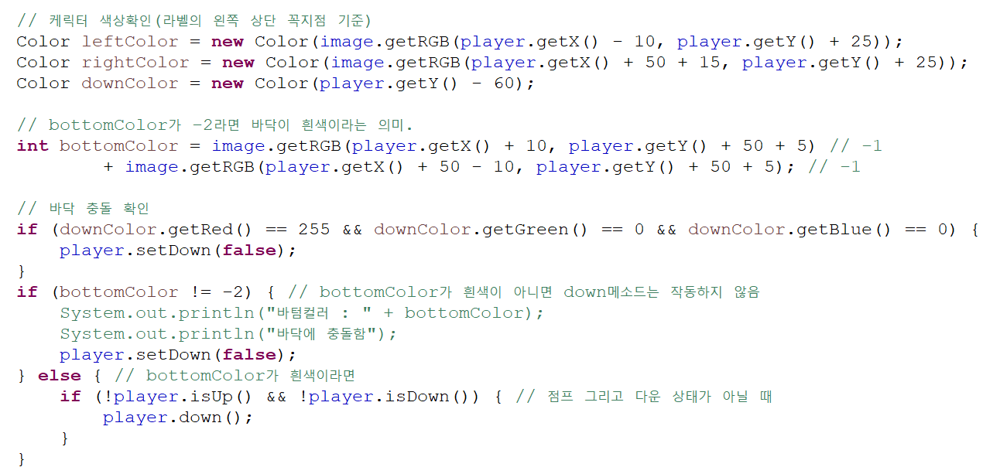 // 케릭터 색상확인(라벨의 왼쪽 상단 꼭지점 기준)
Color leftColor = new Color(image.getRGB(player.getX() - 10, player.getY() + 25));
Color rightColor = new Color(image.getRGB(player.getX() + 50 + 15, player.getY() + 25));
Color downColor = new Color(player.getY() - 60);
// bottomColor가 -2라면 바닥이 흰색이라는 의미.
int bottomColor = image.getRGB(player.getX() + 10, player.getY() + 50 + 5) // -1
+ image.getRGB(player.getX() + 50 - 10, player.getY() + 50 + 5); // -1
// 바닥 충돌 확인
if (downColor.getRed() == 255 && downColor.getGreen() == 0 && downColor.getBlue() == 0) {
player.setDown(false);
}
if (bottomColor != -2) { // bottomColor가 흰색이 아니면 down메소드는 작동하지 않음
System.out.println("바텀컬러 : " + bottomColor);
System.out.println("바닥에 충돌함");
player.setDown(false);
} else { // bottomColor가 흰색이라면
if (!player.isUp() && !player.isDown()) { // 점프 그리고 다운 상태가 아닐 때
player.down();
}
}